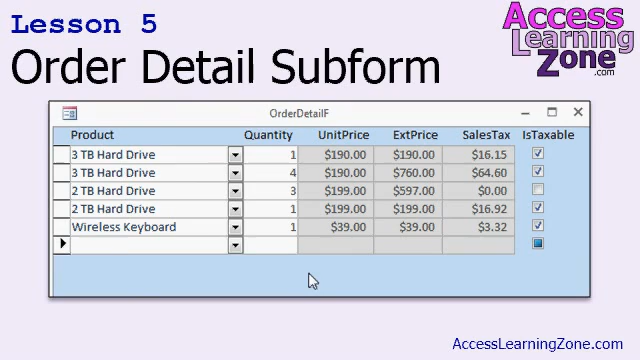 Lesson 5
Access
Learning
Zone
.com
Order Detail Subform
OrderDetailF
Product Quantity UnitPrice ExtPrice SalesTax IsTaxable
3 TB Hard Drive 1 $190.00 $190.00 $16.15
3 TB Hard Drive 4 $190.00 $760.00 $64.60
2 TB Hard Drive 3 $199.00 $597.00 $0.00
2 TB Hard Drive 1 $199.00 $199.00 $16.92
Wireless Keyboard 1 $39.00 $39.00 $3.32
AccessLearningZone.com